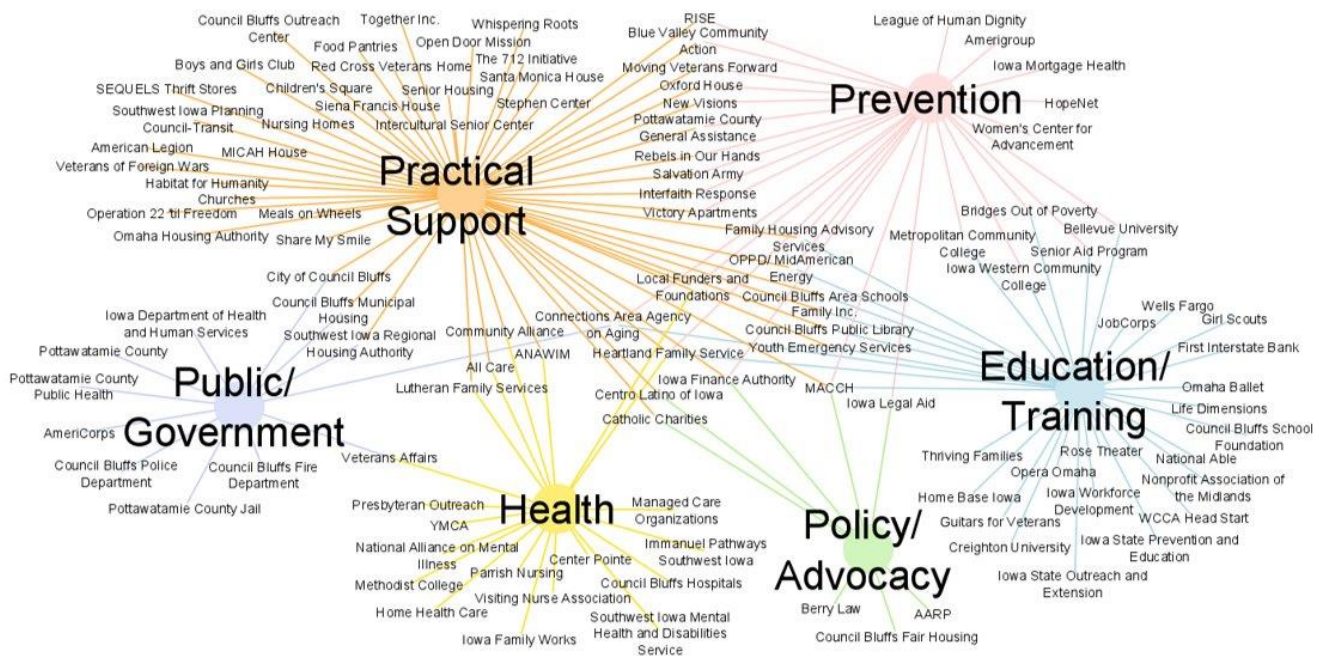 Council Bluffs Outreach
Center
Together Inc.
Whispering Roots
Food Pantries
Open Door Mission
Boys and Girls Club
Red Cross Veterans Home
The 712 Initiative
Santa Monica House
SEQUELS Thrift Stores
Children's Square
Senior Housing
Siena Francis House
Stephen Center
Southwest Iowa Planning
Council-Transit
Nursing Homes
Intercultural Senior Center
American Legion
MICAH House
Veterans of Foreign Wars
Habitat for Humanity
Churches
Operation 22 'til Freedom
Meals on Wheels
Omaha Housing Authority
Share My Smile
Practical
Support
RISE
Blue Valley Community
Action
Moving Veterans Forward
Oxford House
New Visions
Pottawatamie County
General Assistance
Rebels in Our Hands
Salvation Army
Interfaith Response
Victory Apartments
Family Housing Advisory
Services
OPPD/ MidAmerican
Energy
Local Funders and
Foundations
Council Bluffs Area Schools
Family Inc.
Council Bluffs Public Library
Youth Emergency Services
League of Human Dignity
Amerigroup
Iowa Mortgage Health
Prevention
HopeNet
Women's Center for
Advancement
Bridges Out of Poverty
Metropolitan Community
College
Bellevue University
Senior Aid Program
Iowa Western Community
College
City of Council Bluffs
Council Bluffs Municipal
Housing
Iowa Department of Health
and Human Services
Southwest Iowa Regional
Housing Authority
Pottawatamie County
Pottawatamie County
Public Health
Public/
Government
AmeriCorps
Council Bluffs Police
Department
Council Bluffs Fire
Department
Pottawatamie County Jail
Veterans Affairs
Community Alliance
Connections Area Agency
on Aging
ANAWIM
All Care
Heartland Family Service
Lutheran Family Services
Iowa Finance Authority
Centro Latino of Iowa
MACCH
Iowa Legal Aid
Catholic Charities
Wells Fargo
JobCorps
Girl Scouts
First Interstate Bank
Education/
Training
Omaha Ballet
Life Dimensions
Council Bluffs School
Foundation
Thriving Families
Rose Theater
National Able
Opera Omaha
Nonprofit Association of
the Midlands
Home Base Iowa
Iowa Workforce
Development
Guitars for Veterans
WCCA Head Start
Creighton University
Iowa State Prevention and
Education
Iowa State Outreach and
Extension
Presbyteran Outreach
Health
Managed Care
Organizations
YMCA
National Alliance on Mental
Illness
Immanuel Pathways
Southwest Iowa
Center Pointe
Parrish Nursing
Methodist College
Council Bluffs Hospitals
Visiting Nurse Association
Home Health Care
Southwest Iowa Mental
Health and Disabilities
Service
Iowa Family Works
Policy/
Advocacy
Berry Law
AARP
Council Bluffs Fair Housing